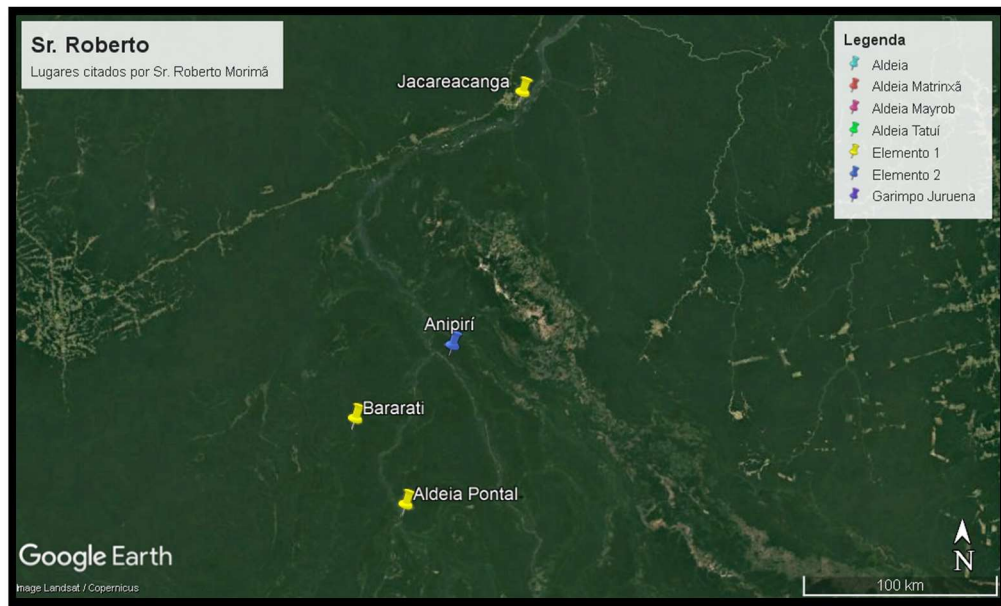 Sr. Roberto
Lugares citados por Sr. Roberto Morimã
Legenda
Aldeia
Aldeia Matrinxã
Aldeia Mayrob
Aldeia Tatuí
Elemento 1
Elemento 2
Garimpo Juruena
Jacareacanga
Anipirí
Bararati
Aldeia Pontal
Google Earth
Image Landsat / Copernicus
N
100 km